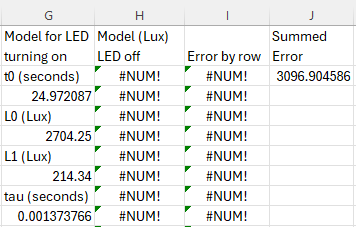 G H I J
Model for LED Model (Lux) Summed
turning on LED off Error by row Error
t0 (seconds) #NUM! #NUM! 3096.904586
24.972087 #NUM! #NUM!
L0 (Lux) #NUM! #NUM!
2704.25 #NUM! #NUM!
L1 (Lux) #NUM! #NUM!
214.34 #NUM! #NUM!
tau (seconds) #NUM! #NUM!
0.001373766 #NUM! #NUM!